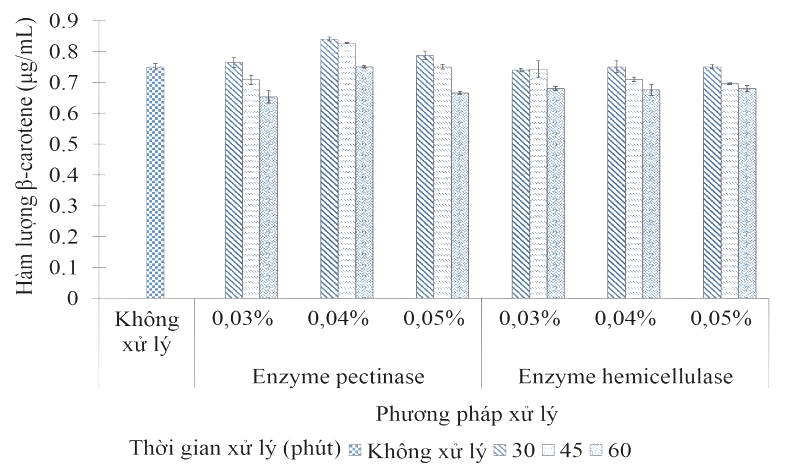 Hàm lượng β-carotene (µg/mL)
0.9
0.8
0.7
0.6
0.5
0.4
0.3
0.2
0.1
0
Không xử lý
0,03% 0,04% 0,05% 0,03% 0,04% 0,05%
Enzyme pectinase Enzyme hemicellulase
Phương pháp xử lý
Thời gian xử lý (phút) Không xử lý 30 45 60